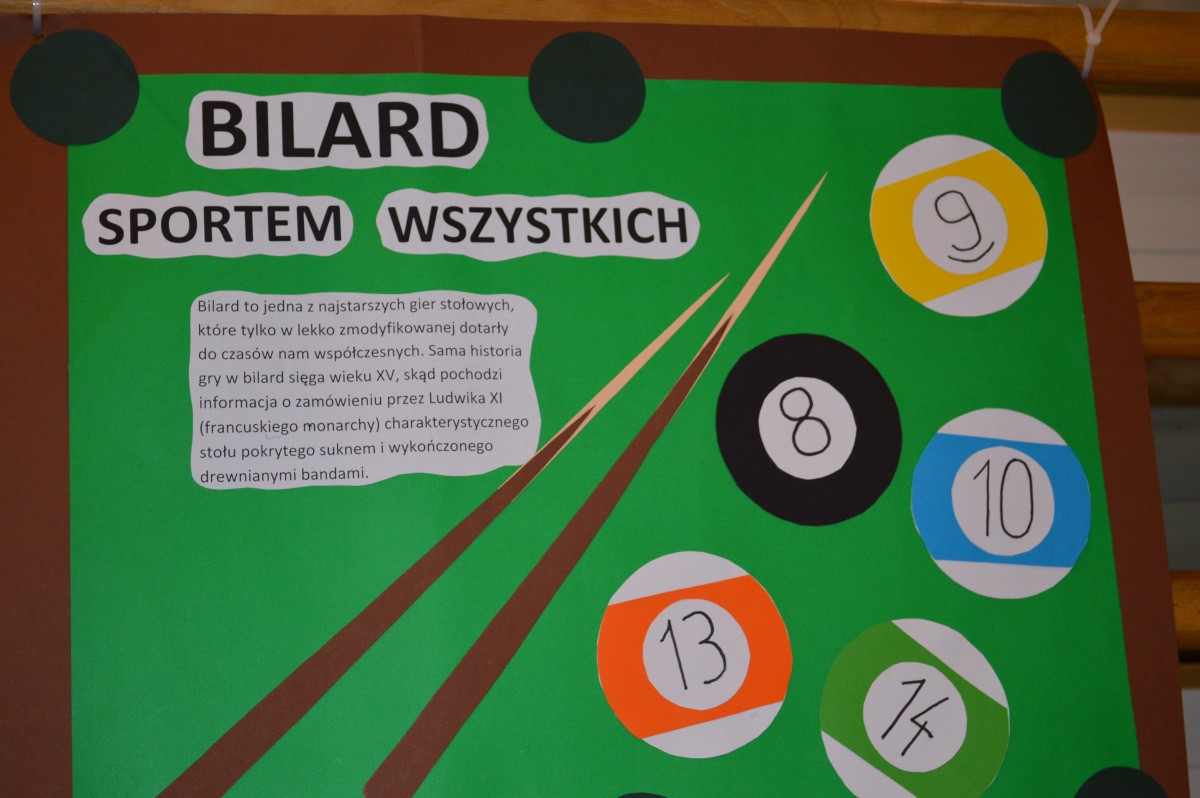 BILARD
SPORTEM WSZYSTKICH
Bilard to jedna z najstarszych gier stołowych,
które tylko w lekko zmodyfikowanej dotarły
do czasów nam współczesnych. Sama historia
gry w bilard sięga wieku XV, skąd pochodzi
informacja o zamówieniu przez Ludwika XI
(francuskiego monarchy) charakterystycznego
stołu pokrytego suknem i wykończonego
drewnianymi bandami.
9
8
10
13
14